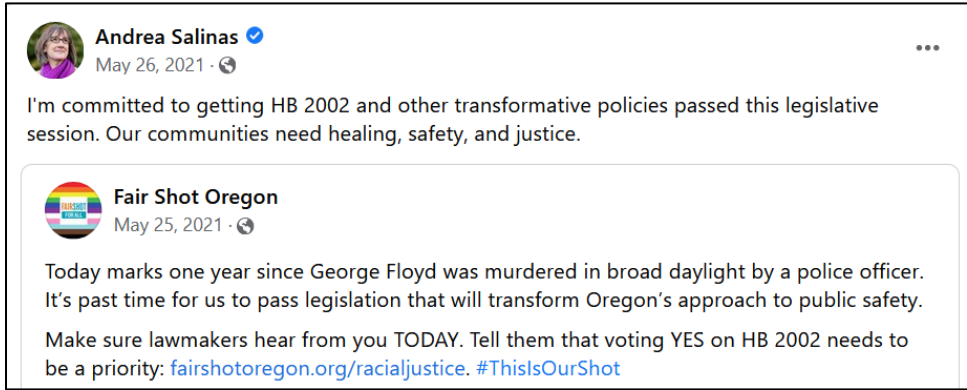 Andrea Salinas
May 26, 2021 ·
I'm committed to getting HB 2002 and other transformative policies passed this legislative
session. Our communities need healing, safety, and justice.
FAIR SHOT
FOR ALL
Fair Shot Oregon
May 25, 2021 ·
Today marks one year since George Floyd was murdered in broad daylight by a police officer.
It's past time for us to pass legislation that will transform Oregon's approach to public safety.
Make sure lawmakers hear from you TODAY. Tell them that voting YES on HB 2002 needs to
be a priority: fairshotoregon.org/racialjustice. #ThisIsOurShot